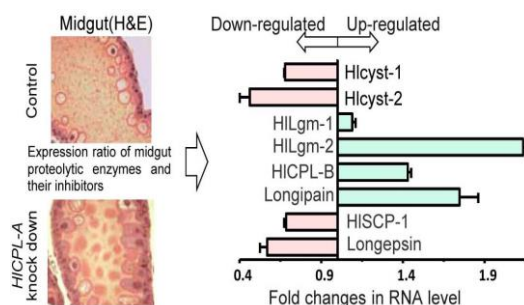 Midgut(H&E)
Control
Expression ratio of midgut
proteolytic enzymes and
their inhibitors
HlCPL-A
knock down
Down-regulated
Up-regulated
Hlcyst-1
Hlcyst-2
HlLgm-1
HlLgm-2
HlCPL-B
Longipain
HlSCP-1
Longepsin
0.4 0.9 1.4 1.9
Fold changes in RNA level